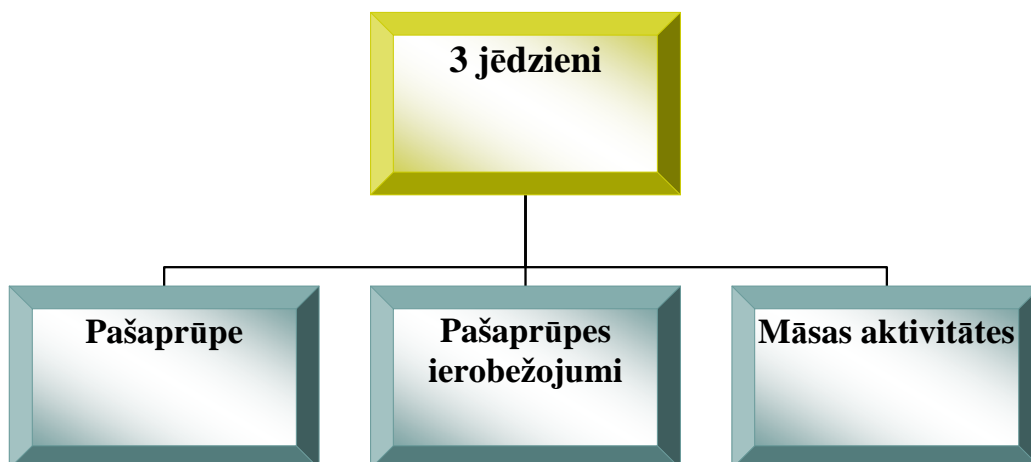 3 jēdzieni
Pašaprūpe
Pašaprūpes
ierobežojumi
Māsas aktivitātes